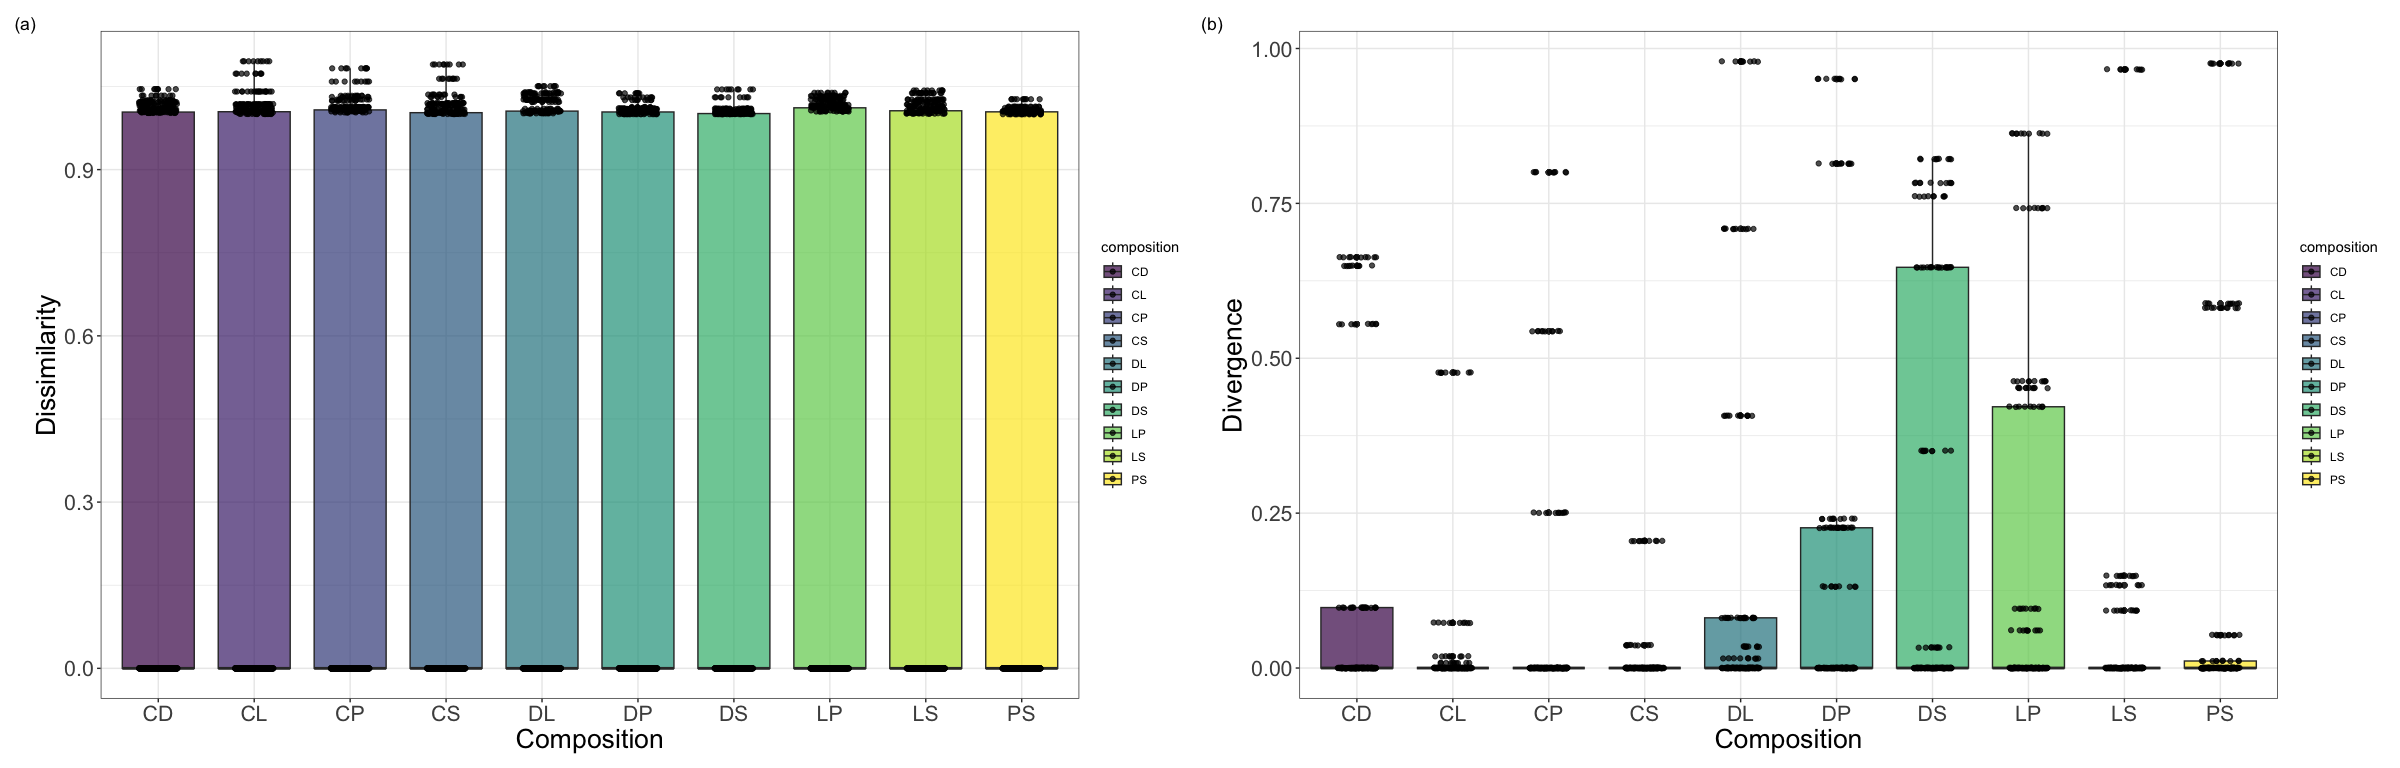 (a)
Dissimilarity
0.9
0.6
0.3
0.0
CD CL CP CS DL DP DS LP LS PS
Composition
composition
CD
CL
CP
CS
DL
DP
DS
LP
LS
PS
(b)
Divergence
1.00
0.75
0.50
0.25
0.00
CD CL CP CS DL DP DS LP LS PS
Composition
composition
CD
CL
CP
CS
DL
DP
DS
LP
LS
PS